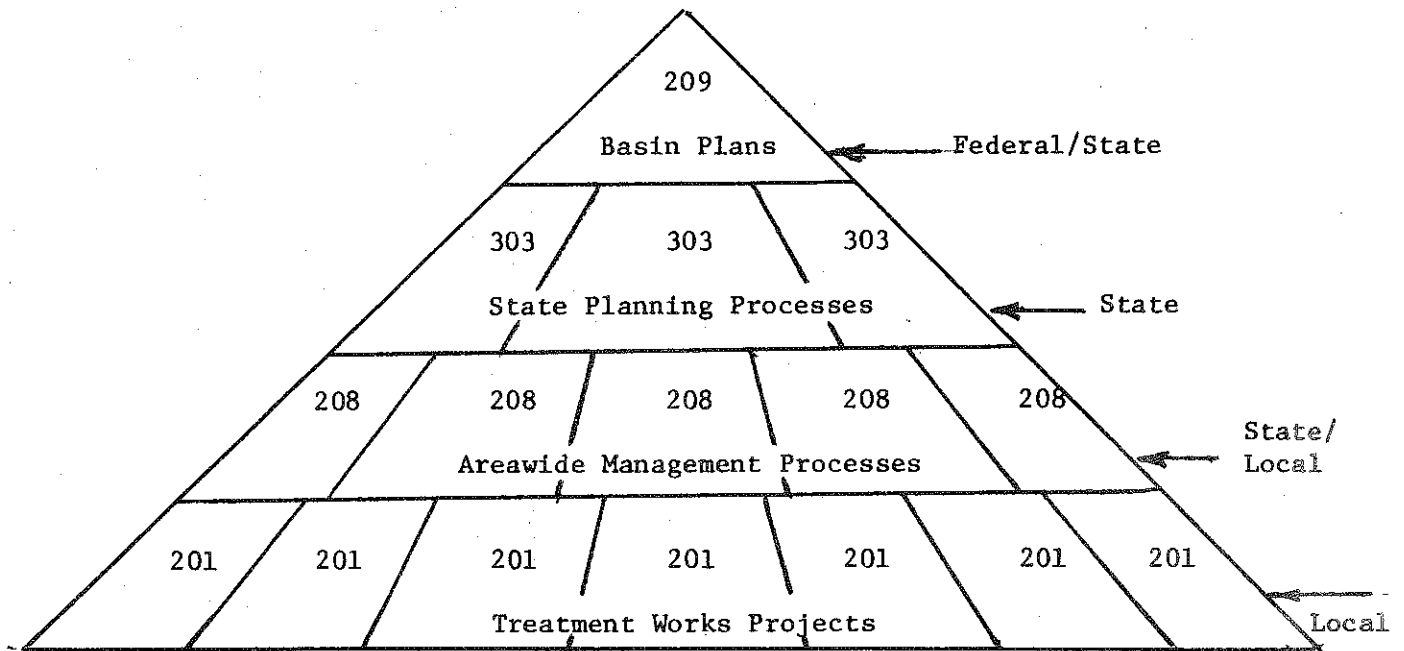 209
Basin Plans
Federal/State
303 303 303
State Planning Processes
State
208 208 208 208 208
Areawide Management Processes
State/
Local
201 201 201 201 201 201 201
Treatment Works Projects
Local